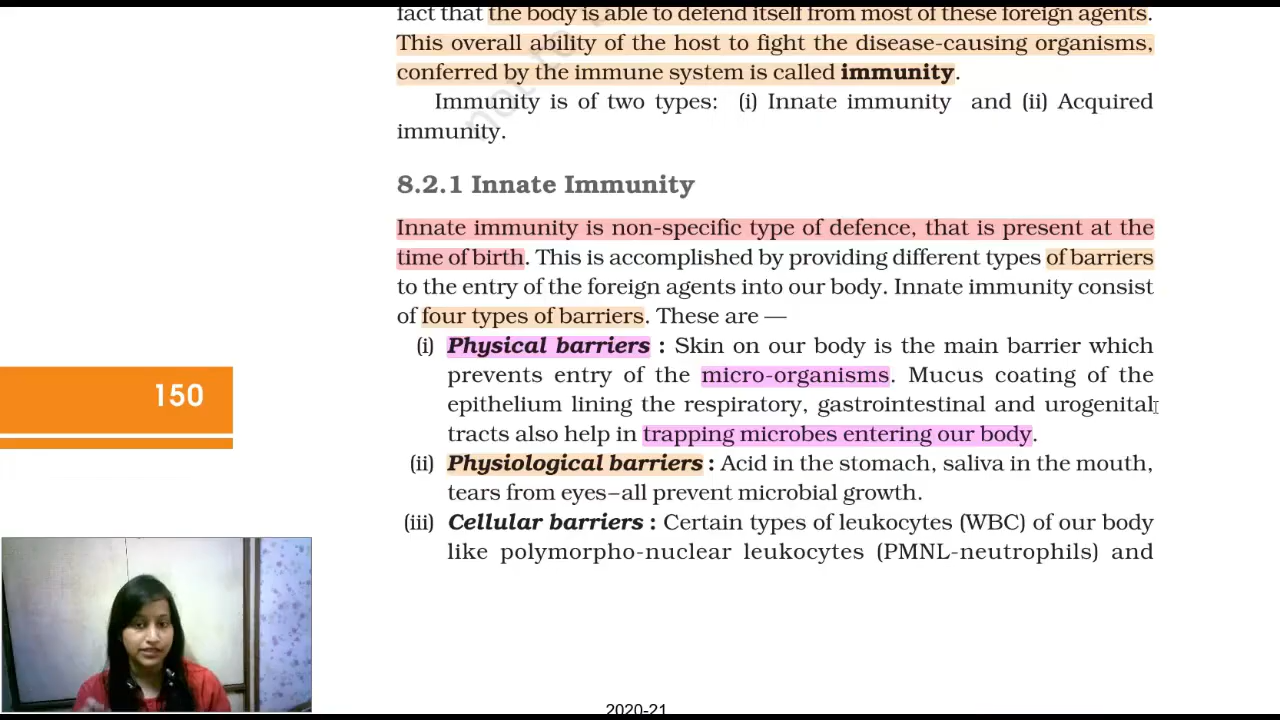 fact that the body is able to defend itself from most of these foreign agents.
This overall ability of the host to fight the disease-causing organisms,
conferred by the immune system is called immunity.
Immunity is of two types: (i) Innate immunity and (ii) Acquired
immunity.
8.2.1 Innate Immunity
Innate immunity is non-specific type of defence, that is present at the
time of birth. This is accomplished by providing different types of barriers
to the entry of the foreign agents into our body. Innate immunity consist
of four types of barriers. These are —
(i) Physical barriers : Skin on our body is the main barrier which
prevents entry of the micro-organisms. Mucus coating of the
epithelium lining the respiratory, gastrointestinal and urogenital
tracts also help in trapping microbes entering our body.
(ii) Physiological barriers : Acid in the stomach, saliva in the mouth,
tears from eyes–all prevent microbial growth.
(iii) Cellular barriers : Certain types of leukocytes (WBC) of our body
like polymorpho-nuclear leukocytes (PMNL-neutrophils) and
150
not to
2020-21